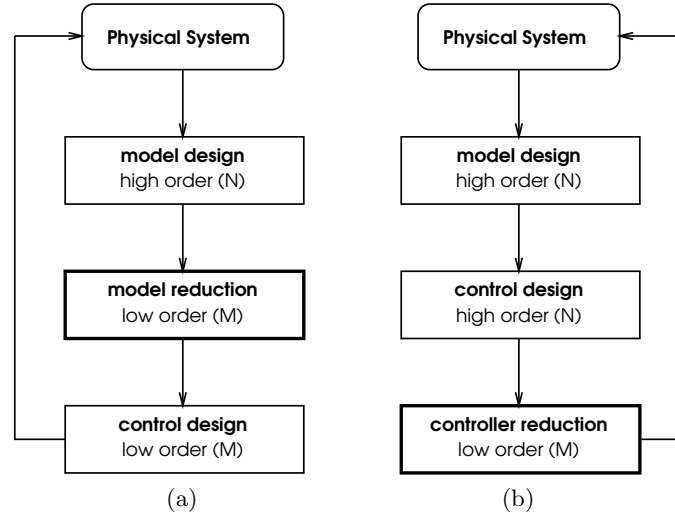 Physical System
model design
high order (N)
model reduction
low order (M)
control design
low order (M)
(a)
Physical System
model design
high order (N)
control design
high order (N)
controller reduction
low order (M)
(b)